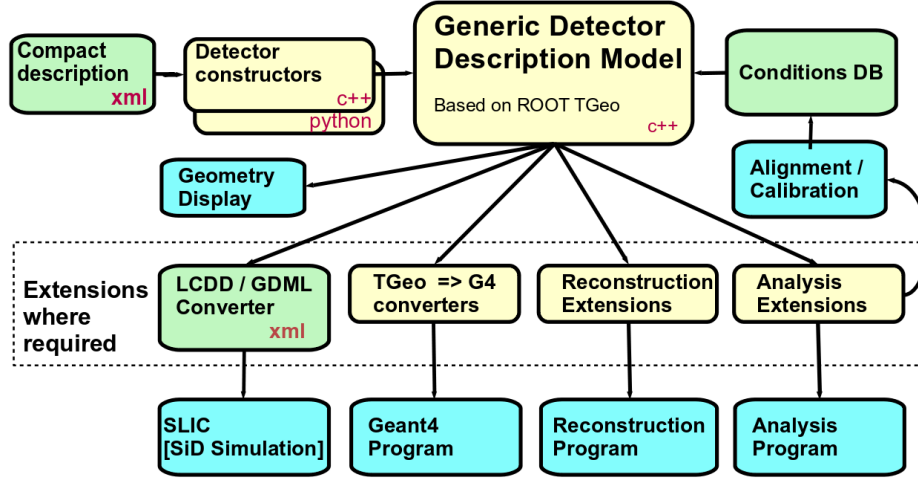 Compact
description
xml
Detector
constructors
c++
python
Generic Detector
Description Model
Based on ROOT TGeo
c++
Conditions DB
Geometry
Display
Alignment /
Calibration
Extensions
where
required
LCDD / GDML
Converter
xml
TGeo => G4
converters
Reconstruction
Extensions
Analysis
Extensions
SLIC
[SiD Simulation]
Geant4
Program
Reconstruction
Program
Analysis
Program